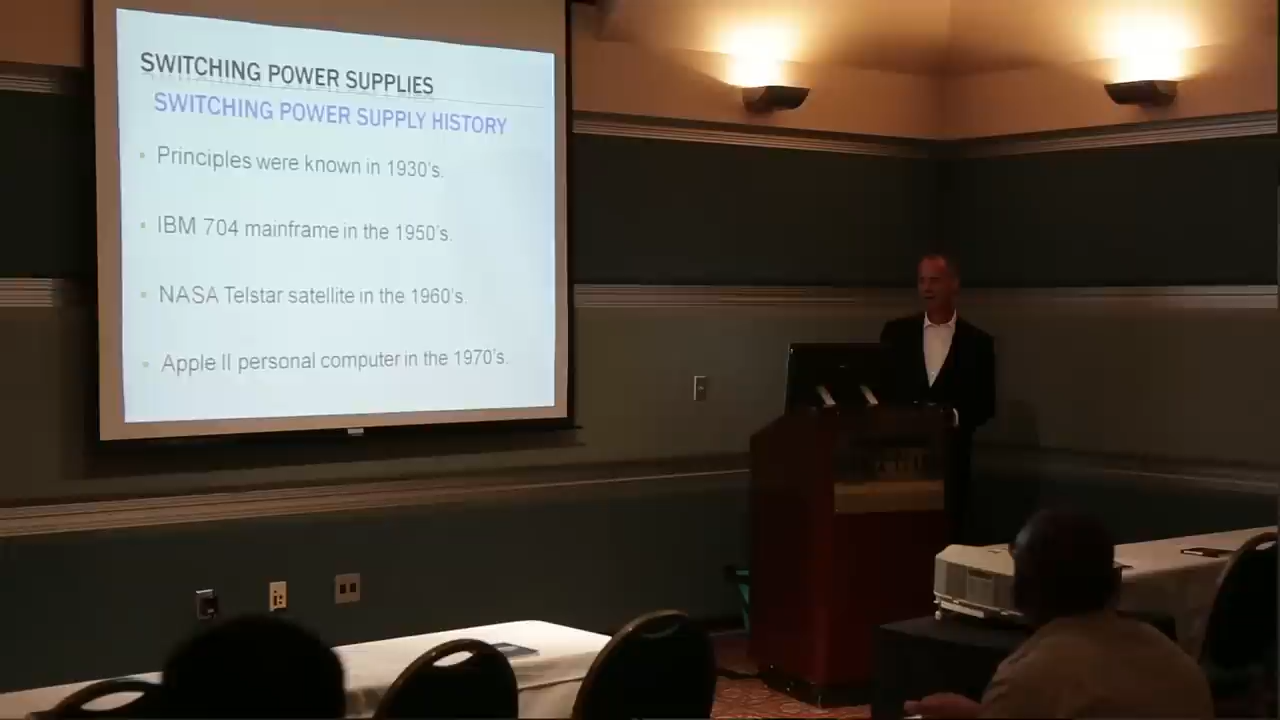 SWITCHING POWER SUPPLIES
SWITCHING POWER SUPPLY HISTORY
▪ Principles were known in 1930's.
▪ IBM 704 mainframe in the 1950's.
▪ NASA Telstar satellite in the 1960's.
▪ Apple II personal computer in the 1970's.